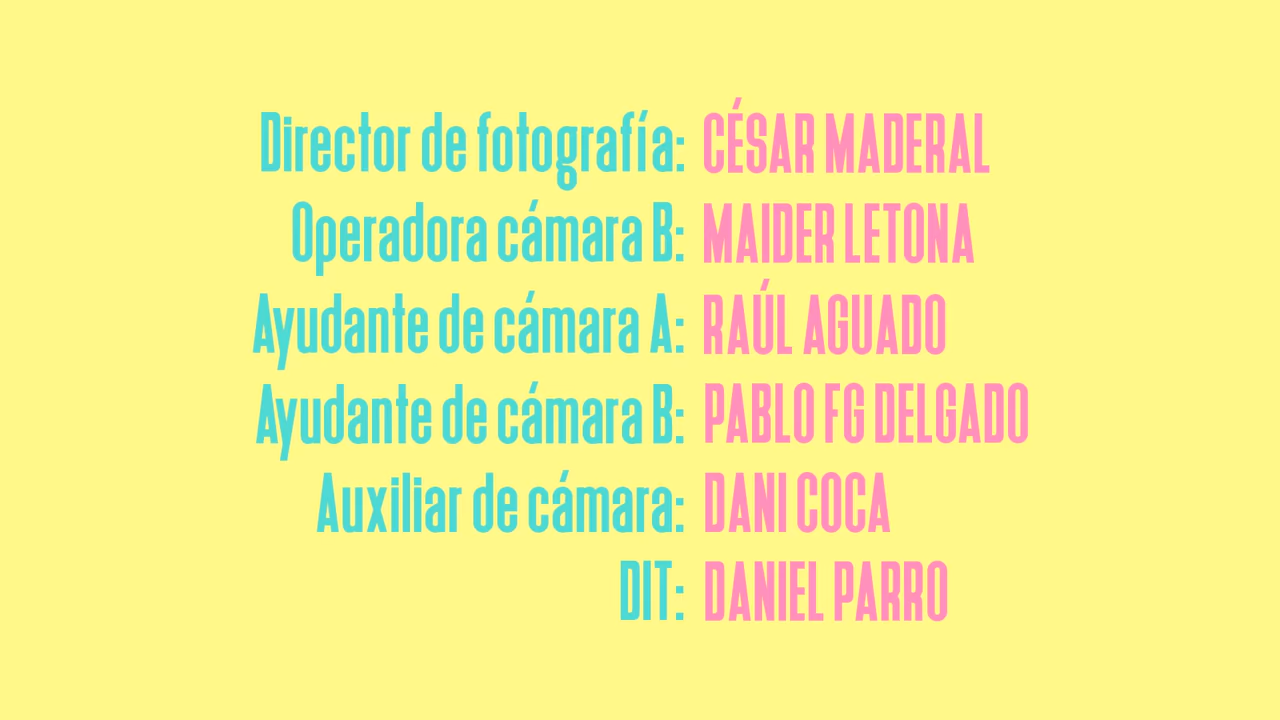 Director de fotografía: CÉSAR MADERAL
Operadora cámara B: MAIDER LETONA
Ayudante de cámara A: RAÚL AGUADO
Ayudante de cámara B: PABLO FG DELGADO
Auxiliar de cámara: DANI COCA
DIT: DANIEL PARRO